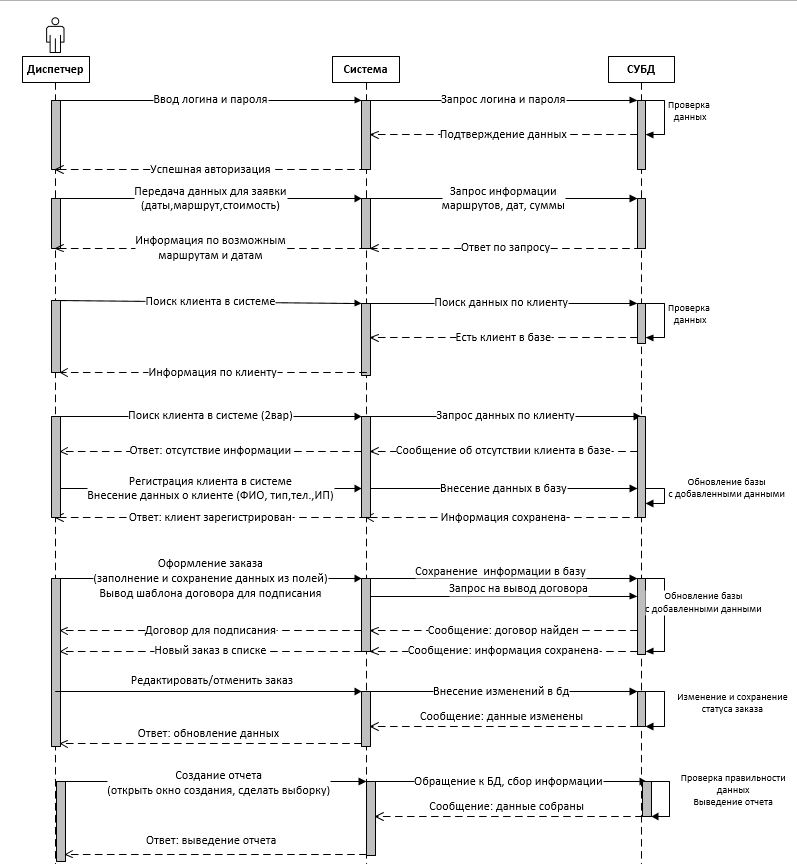 Диспетчер
Система
СУБД
Ввод логина и пароля
Запрос логина и пароля
Проверка
данных
Подтверждение данных
Успешная авторизация
Передача данных для заявки
(даты,маршрут,стоимость)
Запрос информации
маршрутов, дат, суммы
Информация по возможным
маршрутам и датам
Ответ по запросу
Поиск клиента в системе
Поиск данных по клиенту
Проверка
данных
Есть клиент в базе
Информация по клиенту
Поиск клиента в системе (2вар)
Запрос данных по клиенту
Ответ: отсутствие информации
Сообщение об отсутствии клиента в базе
Регистрация клиента в системе
Внесение данных о клиенте (ФИО, тип,тел.,ИП)
Внесение данных в базу
Обновление базы
с добавленными данными
Ответ: клиент зарегистрирован
Информация сохранена
Оформление заказа
(заполнение и сохранение данных из полей)
Вывод шаблона договора для подписания
Сохранение информации в базу
Запрос на вывод договора
Обновление базы
с добавленными данными
Договор для подписания
Сообщение: договор найден
Новый заказ в списке
Сообщение: информация сохранена
Редактировать/отменить заказ
Внесение изменений в бд
Изменение и сохранение
статуса заказа
Сообщение: данные изменены
Ответ: обновление данных
Создание отчета
(открыть окно создания, сделать выборку)
Обращение к БД, сбор информации
Проверка правильности
данных
Выведение отчета
Сообщение: данные собраны
Ответ: выведение отчета